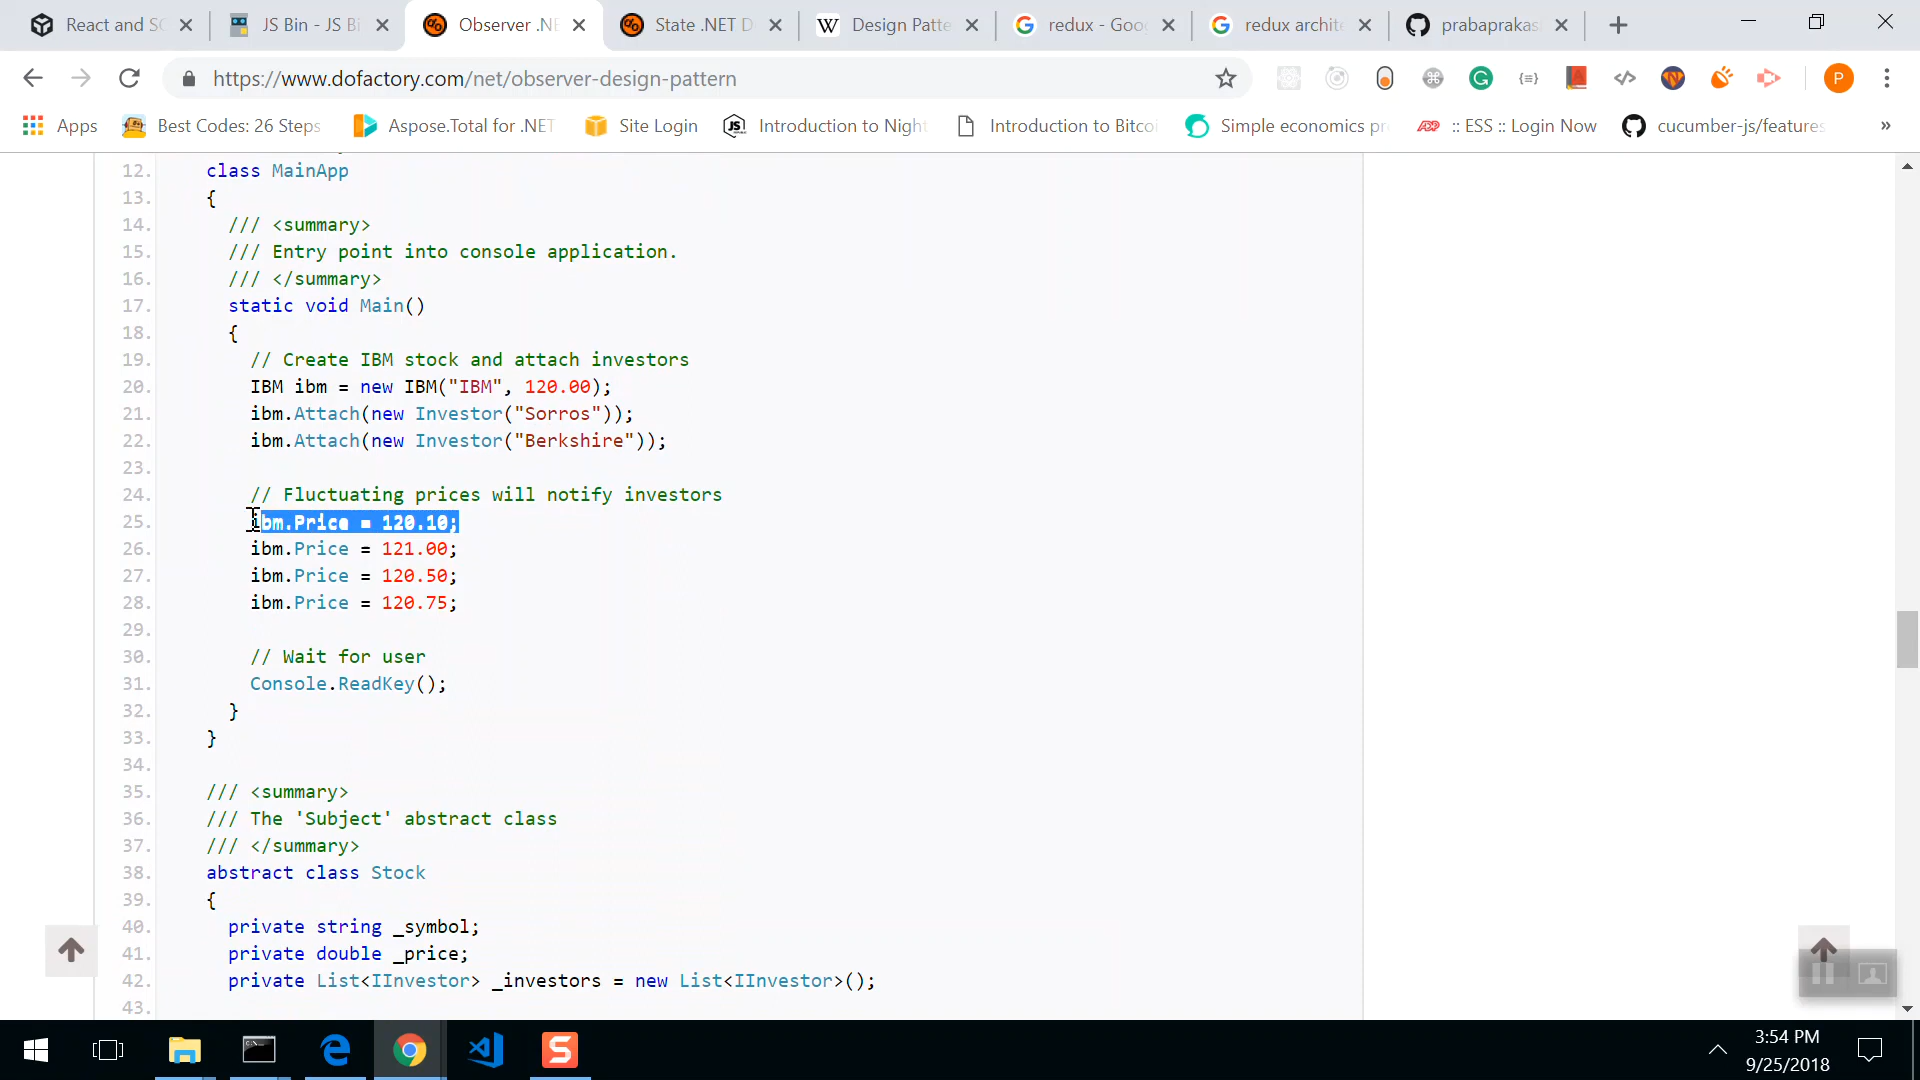 React and SC
JS Bin - JS Bi
Observer .NE
State .NET D
Design Patte
redux - Goog
redux archite
prabaprakas
https://www.dofactory.com/net/observer-design-pattern
P
Apps
Best Codes: 26 Steps
Aspose.Total for .NET
Site Login
Introduction to Night
Introduction to Bitcoi
Simple economics pr
:: ESS :: Login Now
cucumber-js/features
»
12. class MainApp
13. {
14. /// <summary>
15. /// Entry point into console application.
16. /// </summary>
17. static void Main()
18. {
19. // Create IBM stock and attach investors
20. IBM ibm = new IBM("IBM", 120.00);
21. ibm.Attach(new Investor("Sorros"));
22. ibm.Attach(new Investor("Berkshire"));
23.
24. // Fluctuating prices will notify investors
25. ibm.Price = 120.10;
26. ibm.Price = 121.00;
27. ibm.Price = 120.50;
28. ibm.Price = 120.75;
29.
30. // Wait for user
31. Console.ReadKey();
32. }
33. }
34.
35. /// <summary>
36. /// The 'Subject' abstract class
37. /// </summary>
38. abstract class Stock
39. {
40. private string _symbol;
41. private double _price;
42. private List<IInvestor> _investors = new List<IInvestor>();
43.
3:54 PM
9/25/2018